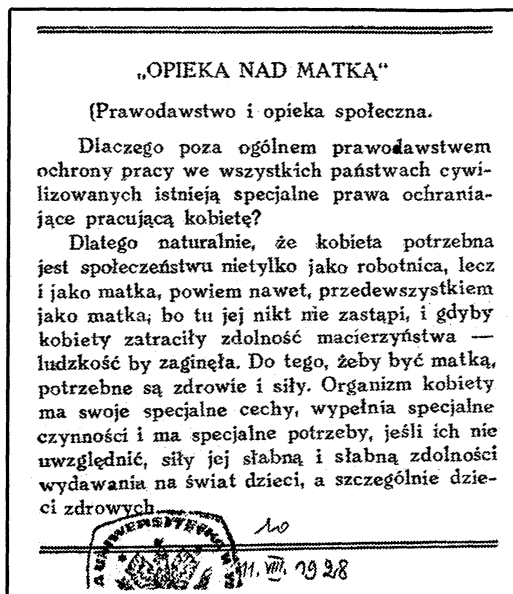 „OPIEKA NAD MATKĄ“
(Prawodawstwo i opieka społeczna.
Dlaczego poza ogólnem prawodawstwem
ochrony pracy we wszystkich państwach cywi-
lizowanych istnieją specjalne prawa ochrania-
jące pracującą kobietę?
Dlatego naturalnie, że kobieta potrzebna
jest społeczeństwu nietylko jako robotnica, lecz
i jako matka, powiem nawet, przedewszystkiem
jako matka, bo tu jej nikt nie zastąpi, i gdyby
kobiety zatraciły zdolność macierzyństwa —
ludzkość by zaginęła. Do tego, żeby być matką,
potrzebne są zdrowie i siły. Organizm kobiety
ma swoje specjalne cechy, wypełnia specjalne
czynności i ma specjalne potrzeby, jeśli ich nie
uwzględnić, siły jej słabną i słabną zdolności
wydawania na świat dzieci, a szczególnie dzie-
ci zdrowych
10
11. VIII. 1928